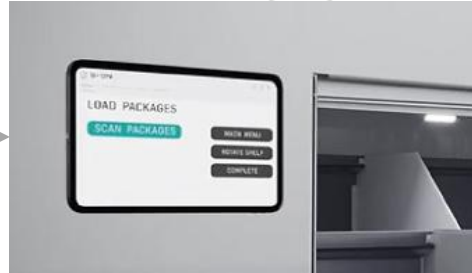 LOAD PACKAGES
SCAN PACKAGES
MAIN MENU
ROTATE SHELF
COMPLETE